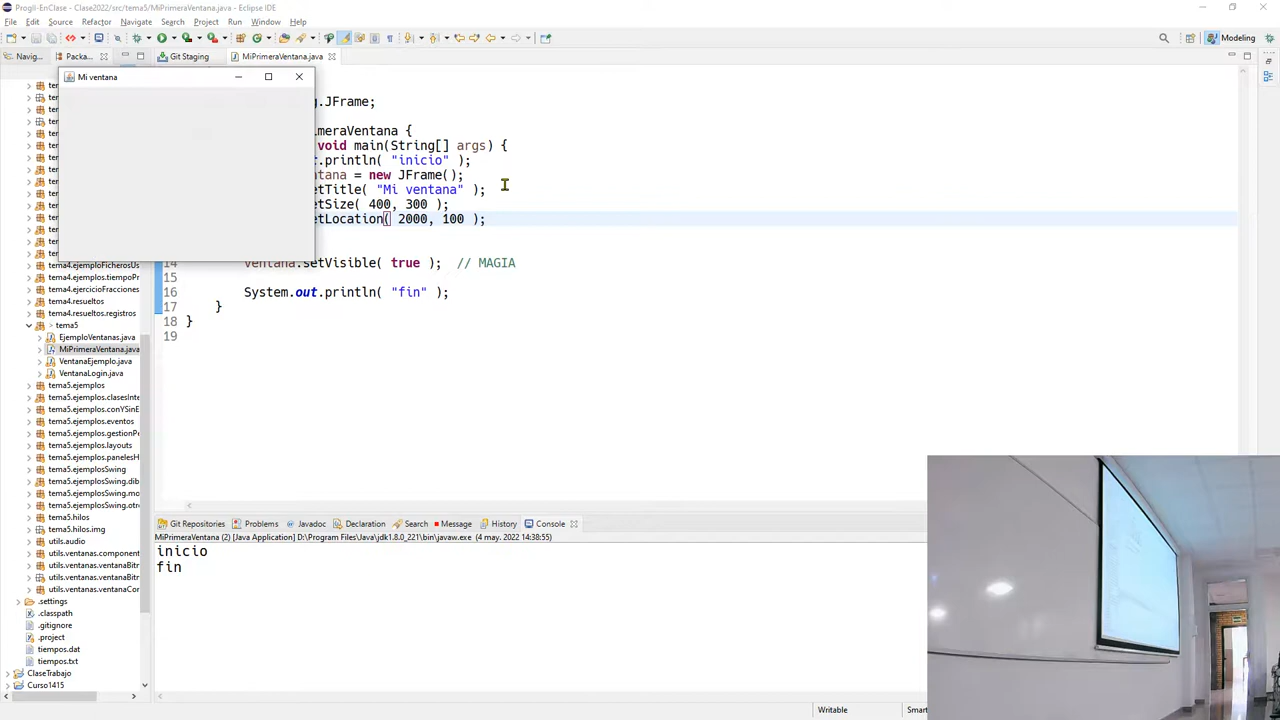 ProgII-EnClase - Clase2022/src/tema5/MiPrimeraVentana.java - Eclipse IDE
File Edit Source Refactor Navigate Search Project Run Window Help
Modeling
Navig... Packa... Git Staging MiPrimeraVentana.java
Mi ventana
g.JFrame;
meraVentana {
void main(String[] args) {
t.println( "inicio" );
ntana = new JFrame();
etTitle( "Mi ventana" );
etSize( 400, 300 );
etLocation( 2000, 100 );
14 ventana.setVisible( true ); // MAGIA
15
16 System.out.println( "fin" );
17 }
18 }
19
tema4.ejemploFicherosUs
tema4.ejemplos.tiempoPr
tema4.ejercicioFracciones
tema4.resueltos
tema4.resueltos.registros
> tema5
EjemploVentanas.java
MiPrimeraVentana.java
VentanaEjemplo.java
VentanaLogin.java
tema5.ejemplos
tema5.ejemplos.clasesInte
tema5.ejemplos.conYSinE
tema5.ejemplos.eventos
tema5.ejemplos.gestionPr
tema5.ejemplos.layouts
tema5.ejemplos.panelesH
tema5.ejemplosSwing
tema5.ejemplosSwing.dib
tema5.ejemplosSwing.mo
tema5.ejemplosSwing.otro
tema5.hilos
tema5.hilos.img
utils.audio
utils.ventanas.component
utils.ventanas.ventanaBitr
utils.ventanas.ventanaBitr
utils.ventanas.ventanaCor
.settings
.classpath
.gitignore
.project
tiempos.dat
tiempos.txt
ClaseTrabajo
Curso1415
Git Repositories Problems Javadoc Declaration Search Message History Console
MiPrimeraVentana (2) [Java Application] D:\Program Files\Java\jdk1.8.0_221\bin\javaw.exe (4 may. 2022 14:38:55)
inicio
fin
Writable Smart